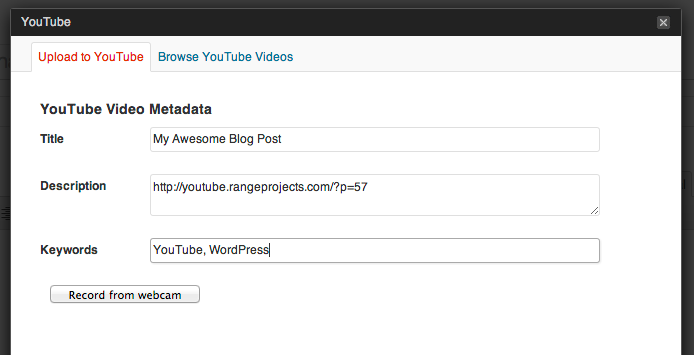 YouTube
Upload to YouTube Browse YouTube Videos
YouTube Video Metadata
Title My Awesome Blog Post
Description http://youtube.rangeprojects.com/?p=57
Keywords YouTube, WordPress
Record from webcam